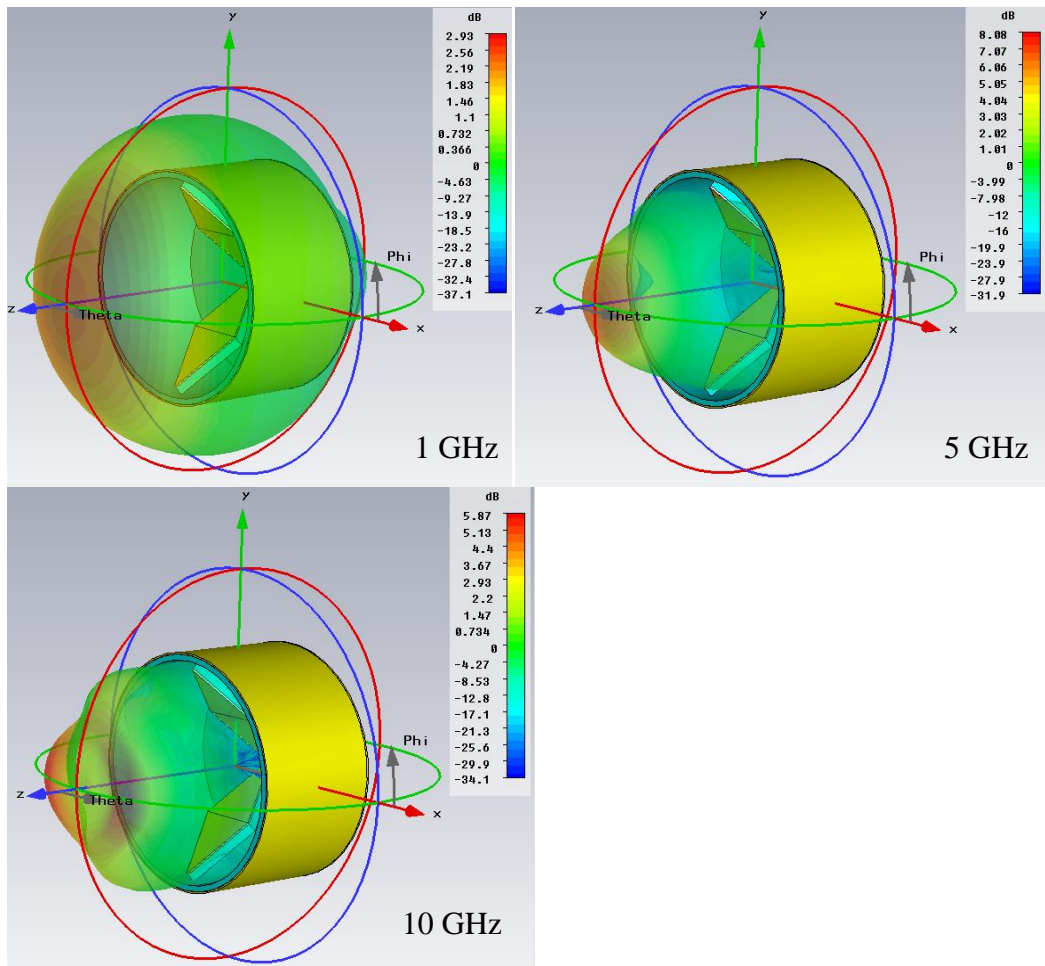 y
dB
2.93
2.56
2.19
1.83
1.46
1.1
0.732
0.366
0
-4.63
-9.27
-13.9
-18.5
-23.2
-27.8
-32.4
-37.1
Phi
z
Theta
x
1 GHz
y
dB
8.08
7.07
6.06
5.05
4.04
3.03
2.02
1.01
0
-3.99
-7.98
-12
-16
-19.9
-23.9
-27.9
-31.9
Phi
z
Theta
x
5 GHz
y
dB
5.87
5.13
4.4
3.67
2.93
2.2
1.47
0.734
0
-4.27
-8.53
-12.8
-17.1
-21.3
-25.6
-29.9
-34.1
Phi
z
Theta
x
10 GHz